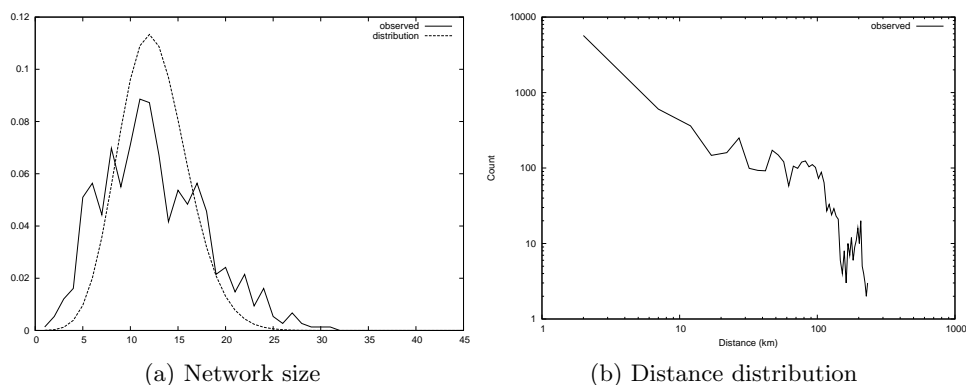 0.12
0.1
0.08
0.06
0.04
0.02
0
0 5 10 15 20 25 30 35 40 45
observed
distribution
(a) Network size
10000
1000
100
10
1
Count
1 10 100 1000
Distance (km)
observed
(b) Distance distribution